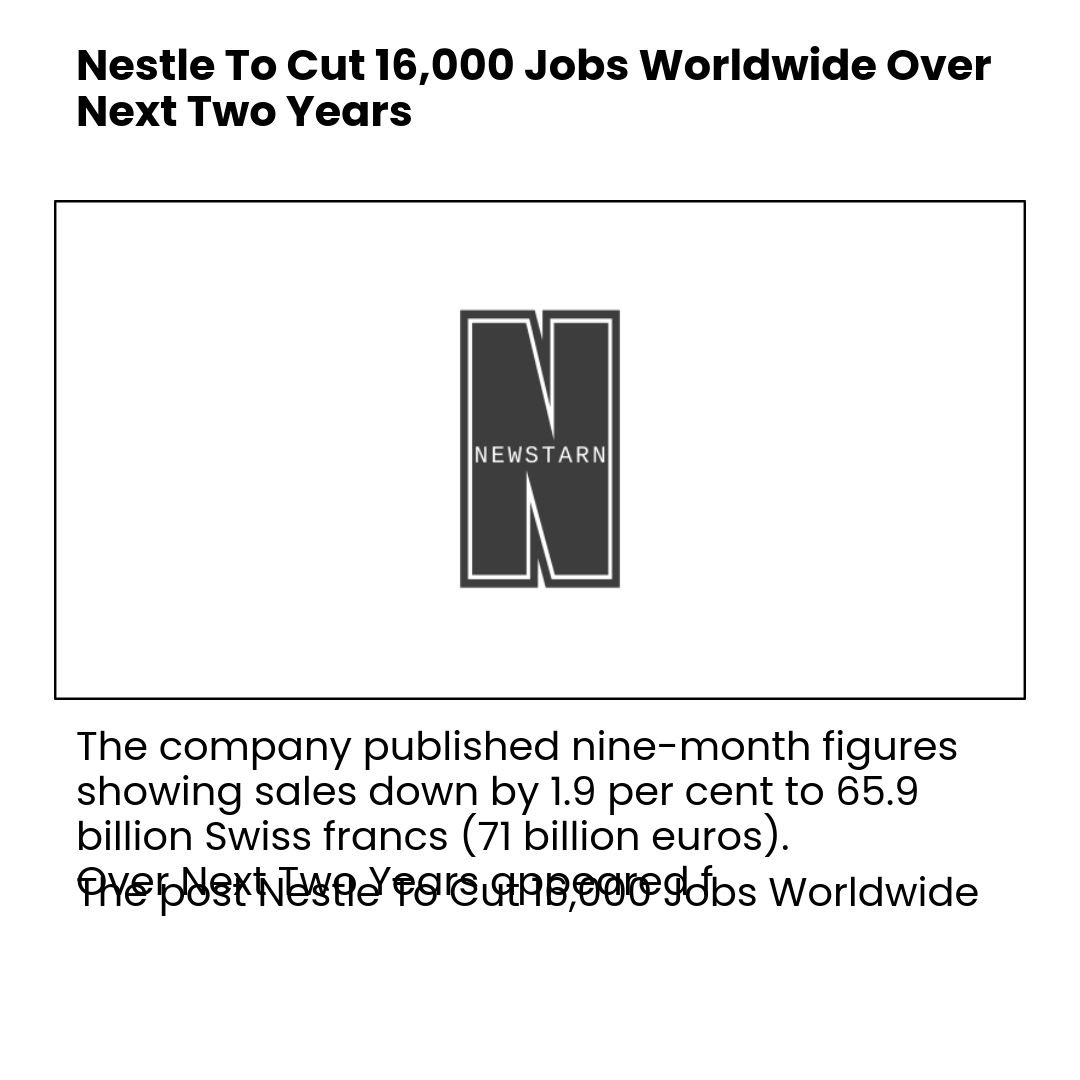 Nestle To Cut 16,000 Jobs Worldwide Over
Next Two Years
NEWSTARN
The company published nine-month figures
showing sales down by 1.9 per cent to 65.9
billion Swiss francs (71 billion euros).
The post Nestle To Cut 16,000 Jobs Worldwide
Over Next Two Years appeared f